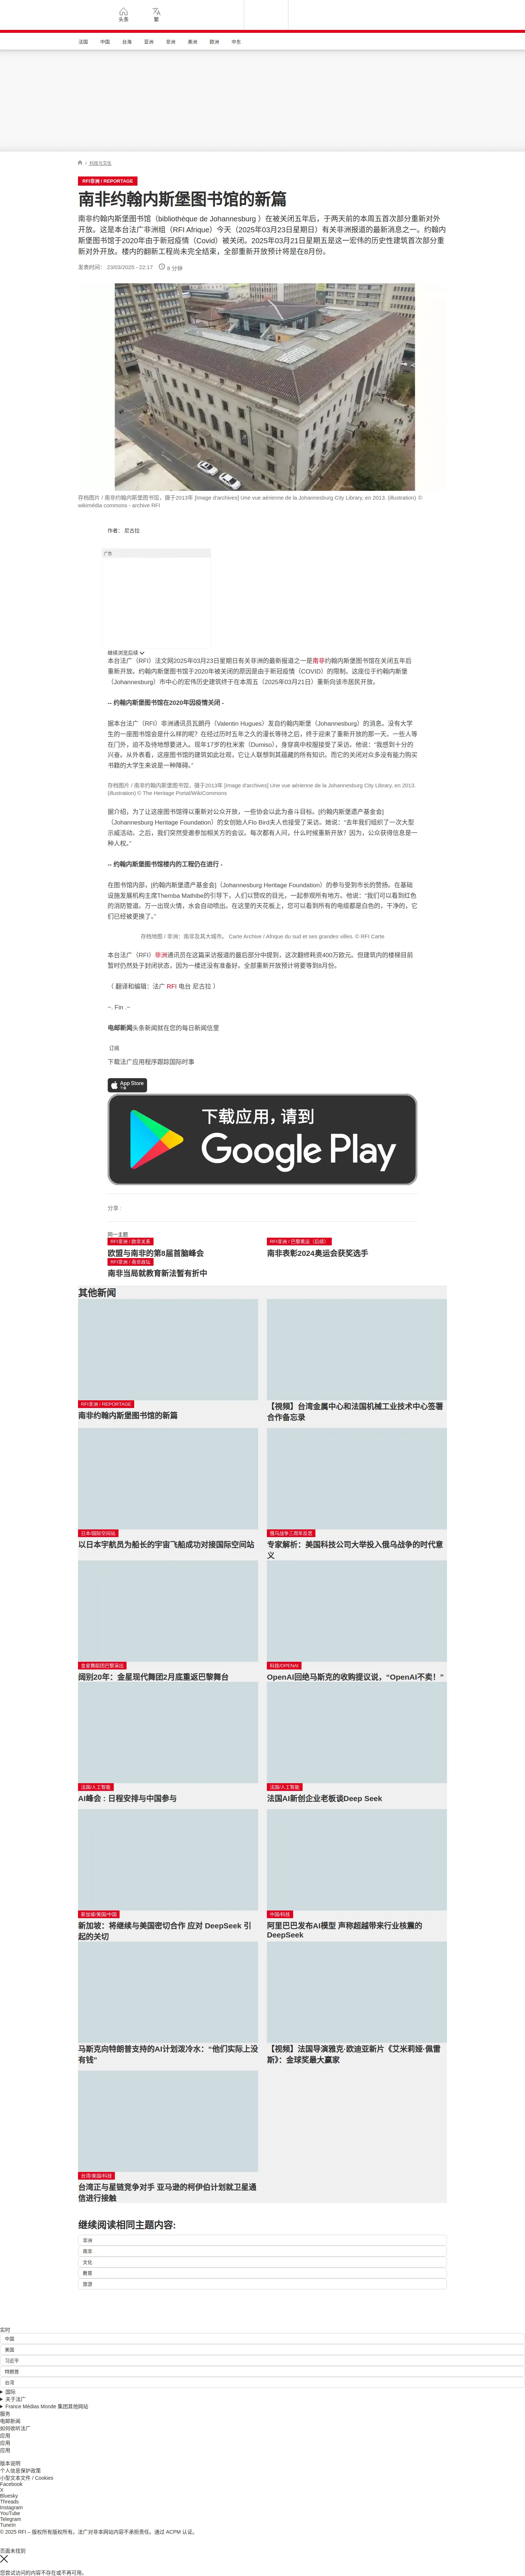 头条
繁
法国
中国
台海
亚洲
非洲
美洲
欧洲
中东
/ 科技与文化
RFI非洲 / REPORTAGE
南非约翰内斯堡图书馆的新篇
南非约翰内斯堡图书馆（bibliothèque de Johannesburg ）在被关闭五年后，于两天前的本周五首次部分重新对外
开放。这是本台法广非洲组（RFI Afrique）今天（2025年03月23日星期日）有关非洲报道的最新消息之一。约翰内
斯堡图书馆于2020年由于新冠疫情（Covid）被关闭。2025年03月21日星期五是这一宏伟的历史性建筑首次部分重
新对外开放。楼内的翻新工程尚未完全结束，全部重新开放预计将是在8月份。
发表时间： 23/03/2025 - 22:17
8 分钟
存档图片 / 南非约翰内斯堡图书馆，摄于2013年 [Image d'archives] Une vue aérienne de la Johannesburg City Library, en 2013. (illustration) ©
wikimédia commons - archive RFI
作者： 尼古拉
广告
继续浏览后续
本台法广（RFI）法文网2025年03月23日星期日有关非洲的最新报道之一是南非约翰内斯堡图书馆在关闭五年后
重新开放。约翰内斯堡图书馆于2020年被关闭的原因是由于新冠疫情（COVID）的限制。这座位于约翰内斯堡
（Johannesburg）市中心的宏伟历史建筑终于在本周五（2025年03月21日）重新向该市居民开放。
-- 约翰内斯堡图书馆在2020年因疫情关闭 -
据本台法广（RFI）非洲通讯员瓦朗丹（Valentin Hugues）发自约翰内斯堡（Johannesburg）的消息。没有大学
生的一座图书馆会是什么样的呢？在经过历时五年之久的漫长等待之后，终于迎来了重新开放的那一天。一些人等
在门外，迫不及待地想要进入。现年17岁的杜米索（Dumiso），身穿高中校服接受了采访。他说：“我感到十分的
兴奋。从外表看，这座图书馆的建筑如此壮观，它让人联想到其蕴藏的所有知识。而它的关闭对众多没有能力购买
书籍的大学生来说是一种障碍。”
存档图片 / 南非约翰内斯堡图书馆，摄于2013年 [Image d'archives] Une vue aérienne de la Johannesburg City Library, en 2013.
(illustration) © The Heritage Portal/WikiCommons
据介绍，为了让这座图书馆得以重新对公众开放，一些协会以此为奋斗目标。[约翰内斯堡遗产基金会]
（Johannesburg Heritage Foundation）的女创始人Flo Bird夫人也接受了采访。她说：“去年我们组织了一次大型
示威活动。之后，我们突然受邀参加相关方的会议。每次都有人问，什么时候重新开放？因为，公众获得信息是一
种人权。”
-- 约翰内斯堡图书馆楼内的工程仍在进行 -
在图书馆内部，[约翰内斯堡遗产基金会]（Johannesburg Heritage Foundation）的参与受到市长的赞扬。在基础
设施发展机构主席Themba Mathibe的引导下，人们以赞叹的目光，一起参观所有地方。他说：“我们可以看到红色
的消防管道。万一出现火情，水会自动喷出。在这里的天花板上，您可以看到所有的电缆都是白色的，干净的，它
们已经被更换了。”
存档地图 / 非洲：南非及其大城市。 Carte Archive / Afrique du sud et ses grandes villes. © RFI Carte
本台法广（RFI）非洲通讯员在这篇采访报道的最后部分中提到，这次翻修耗资400万欧元。但建筑内的楼梯目前
暂时仍然处于封闭状态，因为一楼还没有准备好。全部重新开放预计将要等到8月份。
（ 翻译和编辑：法广 RFI 电台 尼古拉 ）
~. Fin .~
电邮新闻头条新闻就在您的每日新闻信里
订阅
下载法广应用程序跟踪国际时事
App Store
下载
下载应用，请到
Google Play
分享 :
同一主题
RFI非洲 / 欧非关系
欧盟与南非的第8届首脑峰会
RFI非洲 / 巴黎奥运（后续）
南非表彰2024奥运会获奖选手
RFI非洲 / 南非政坛
南非当局就教育新法暂有折中
其他新闻
RFI非洲 / REPORTAGE
南非约翰内斯堡图书馆的新篇
【视频】台湾金属中心和法国机械工业技术中心签署
合作备忘录
日本/国际空间站
以日本宇航员为船长的宇宙飞船成功对接国际空间站
俄乌战争三周年反思
专家解析：美国科技公司大举投入俄乌战争的时代意
义
金星舞蹈团巴黎演出
阔别20年：金星现代舞团2月底重返巴黎舞台
科技/OPENAI
OpenAI回绝马斯克的收购提议说，“OpenAI不卖！”
法国/人工智能
AI峰会 : 日程安排与中国参与
法国/人工智能
法国AI新创企业老板谈Deep Seek
新加坡/美国/中国
新加坡：将继续与美国密切合作 应对 DeepSeek 引
起的关切
中国/科技
阿里巴巴发布AI模型 声称超越带来行业核震的
DeepSeek
马斯克向特朗普支持的AI计划泼冷水：“他们实际上没
有钱”
【视频】法国导演雅克·欧迪亚新片《艾米莉娅·佩雷
斯》：金球奖最大赢家
台湾/美国/科技
台湾正与星链竞争对手 亚马逊的柯伊伯计划就卫星通
信进行接触
继续阅读相同主题内容:
非洲
南非
文化
教育
旅游
实时
中国
美国
习近平
特朗普
台湾
国际
关于法广
France Médias Monde 集团其他网站
服务
电邮新闻
如何收听法广
应用
应用
应用
版本说明
个人信息保护政策
小型文本文件 / Cookies
Facebook
X
Bluesky
Threads
Instagram
YouTube
Telegram
TuneIn
© 2025 RFI – 版权所有版权所有。法广对非本网站内容不承担责任。通过 ACPM 认证。
页面未找到
您尝试访问的内容不存在或不再可用。